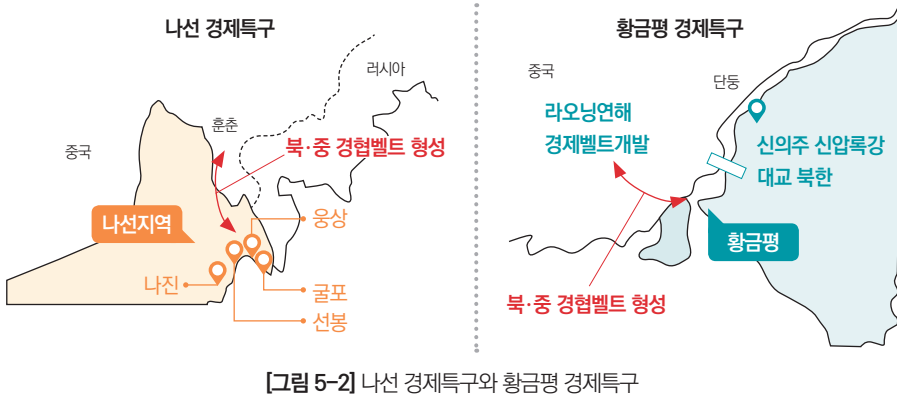 나선 경제특구
러시아
훈춘
중국
북·중 경협벨트 형성
나선지역
웅상
나진
굴포
선봉
황금평 경제특구
중국
단둥
라오닝연해
경제벨트개발
신의주 신압록강
대교 북한
황금평
북·중 경협벨트 형성
[그림 5-2] 나선 경제특구와 황금평 경제특구